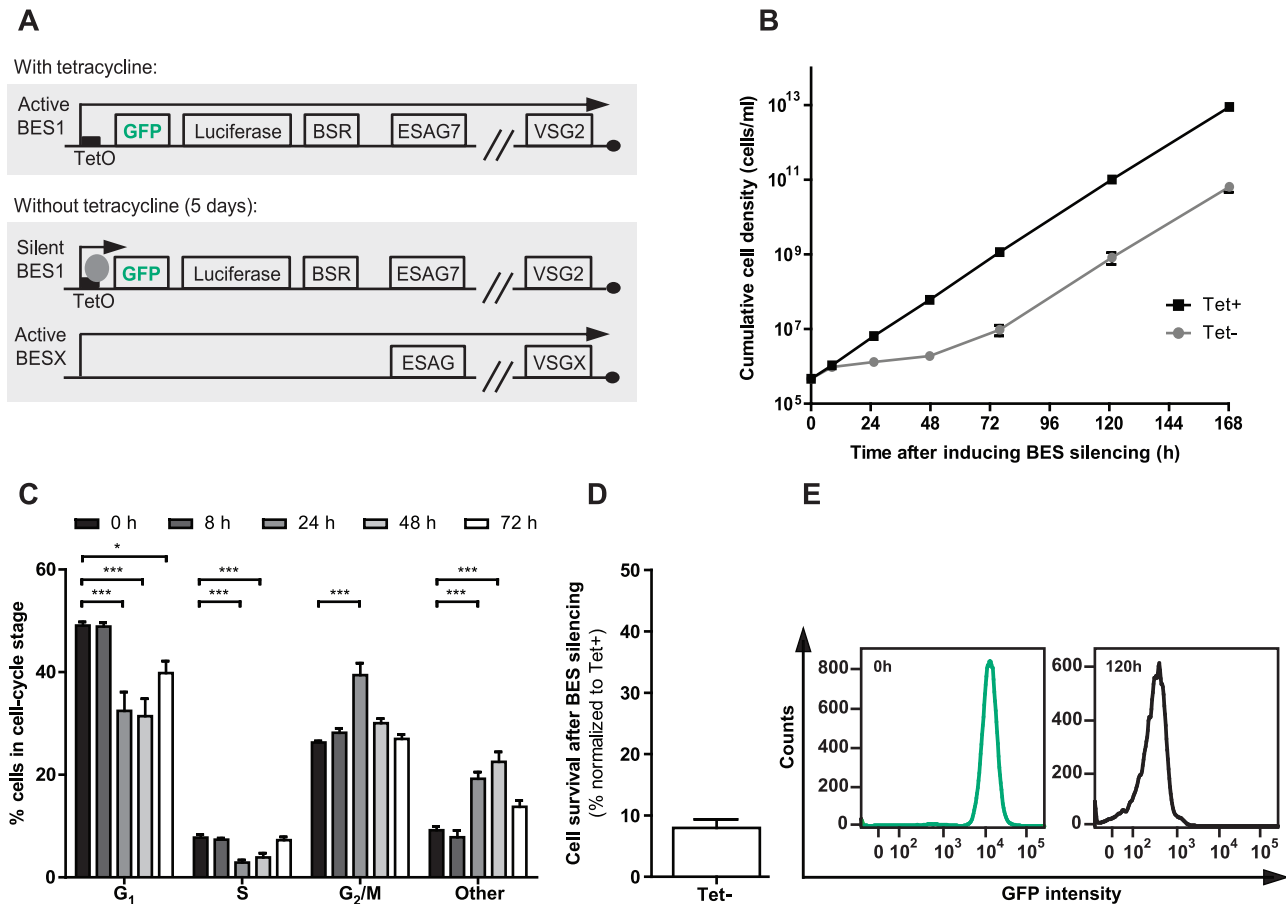 A
With tetracycline:
Active BES1
GFP Luciferase BSR ESAG7 VSG2
TetO
Without tetracycline (5 days):
Silent BES1
GFP Luciferase BSR ESAG7 VSG2
TetO
Active BESX
ESAG VSGX
B
Cumulative cell density (cells/ml)
10^13
10^11
10^9
10^7
10^5
Tet+
Tet-
0 24 48 72 96 120 144 168
Time after inducing BES silencing (h)
C
0 h 8 h 24 h 48 h 72 h
% cells in cell-cycle stage
60
40
20
0
*
***
***
***
***
***
***
***
G₁ S G₂/M Other
D
Cell survival after BES silencing
(% normalized to Tet+)
50
40
30
20
10
0
Tet-
E
Counts
0h
800
600
400
200
0
0 10^2 10^3 10^4 10^5
120h
600
400
200
0
0 10^2 10^3 10^4 10^5
GFP intensity